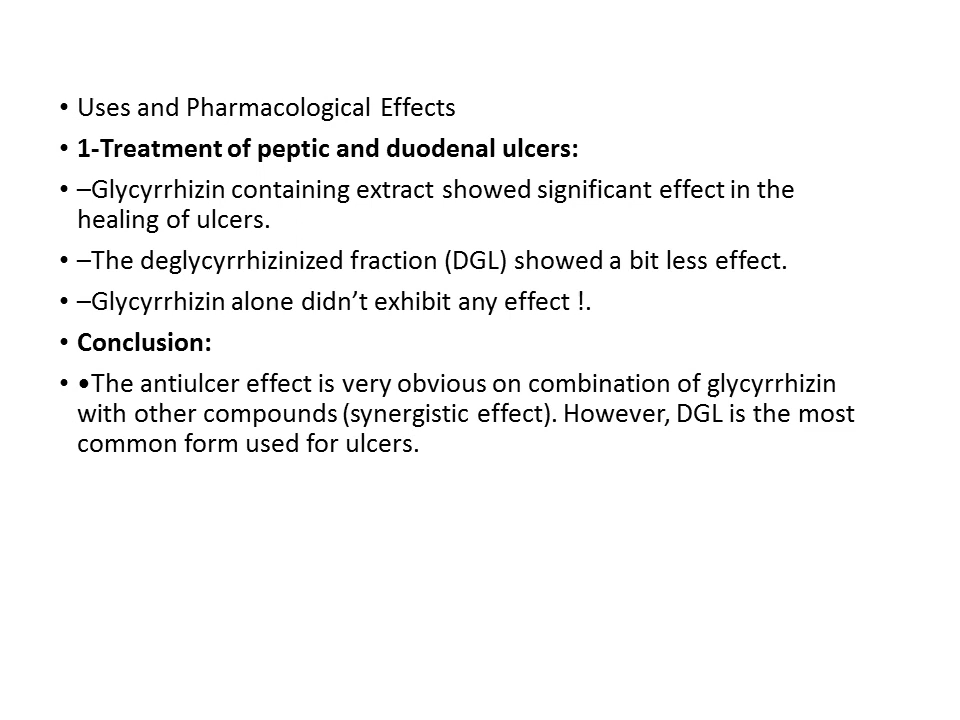 • Uses and Pharmacological Effects
• 1-Treatment of peptic and duodenal ulcers:
• –Glycyrrhizin containing extract showed significant effect in the
healing of ulcers.
• –The deglycyrrhizinized fraction (DGL) showed a bit less effect.
• –Glycyrrhizin alone didn’t exhibit any effect !.
• Conclusion:
• •The antiulcer effect is very obvious on combination of glycyrrhizin
with other compounds (synergistic effect). However, DGL is the most
common form used for ulcers.